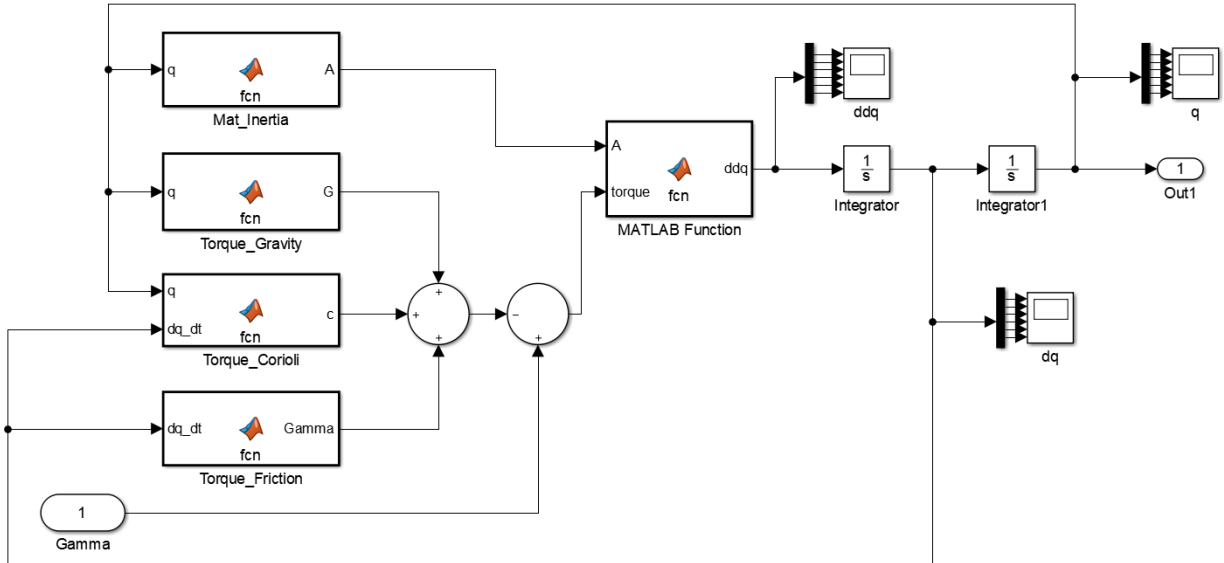 q
A
fcn
Mat_Inertia
q
G
fcn
Torque_Gravity
q
dq_dt
c
fcn
Torque_Corioli
dq_dt
Gamma
fcn
Torque_Friction
1
Gamma
+
+
+
−
+
A
torque
ddq
fcn
MATLAB Function
ddq
1
s
Integrator
1
s
Integrator1
q
1
Out1
dq